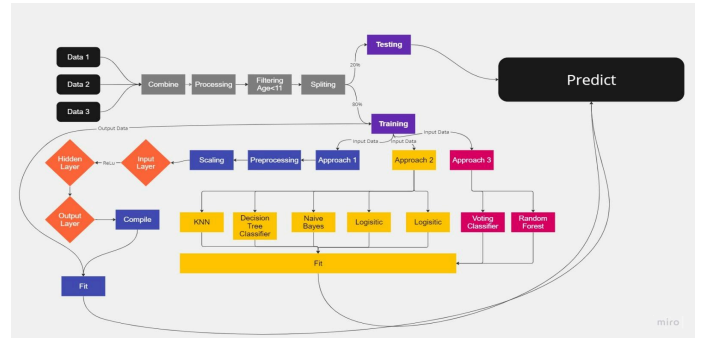 Data 1
Data 2
Data 3
Combine
Processing
Filtering
Age<11
Spliting
20%
80%
Testing
Training
Predict
Output Data
Input Data
Input Data
Input Data
Hidden
Layer
ReLu
Input
Layer
Scaling
Preprocessing
Approach 1
Approach 2
Approach 3
Output
Layer
Compile
KNN
Decision
Tree
Classifier
Naive
Bayes
Logisitic
Logisitic
Voting
Classifier
Random
Forest
Fit
Fit
miro